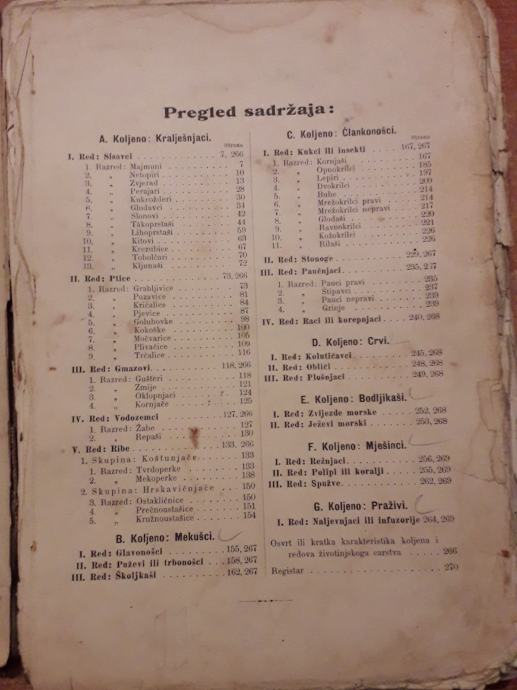 Pregled sadržaja:
A. Koljeno: Kralješnjaci.
Strana
I. Red: Sisavci . . . . . . . . . . . 7, 266
1. Razred: Majmuni . . . . . . . . . 7
2. „ Netopiri . . . . . . . . . 10
3. „ Zvjerad . . . . . . . . . 13
4. „ Perajari . . . . . . . . . 28
5. „ Kukcožderi . . . . . . . . 30
6. „ Glodavci . . . . . . . . . 34
7. „ Slonovi . . . . . . . . . 42
8. „ Takoprstaši . . . . . . . . 44
9. „ Lihoprstaši . . . . . . . . 59
10. „ Kitovi . . . . . . . . . 63
11. „ Krezubice . . . . . . . . 67
12. „ Tobolčari . . . . . . . . 70
13. „ Kljunaši . . . . . . . . . 72
II. Red: Ptice . . . . . . . . . . . 73, 266
1. Razred: Grabljivice . . . . . . . . 73
2. „ Puzavice . . . . . . . . . 81
3. „ Kričalice . . . . . . . . . 84
4. „ Pjevice . . . . . . . . . 87
5. „ Golubovke . . . . . . . . 98
6. „ Kokoške . . . . . . . . . 100
7. „ Močvarice . . . . . . . . 105
8. „ Plivačice . . . . . . . . . 109
9. „ Trčalice . . . . . . . . . 116
III. Red: Gmazovi . . . . . . . . . . 118, 266
1. Razred: Gušteri . . . . . . . . . 118
2. „ Zmije . . . . . . . . . . 121
3. „ Oklopnjaci . . . . . . . . 124
4. „ Kornjače . . . . . . . . . 125
IV. Red: Vodozemci . . . . . . . . . 127, 266
1. Razred: Žabe . . . . . . . . . . 127
2. „ Repaši . . . . . . . . . . 130
V. Red: Ribe . . . . . . . . . . . 133, 266
1. Skupina: Koštunjače . . . . . . . 133
1. Razred: Tvrdoperke . . . . . . . . 133
2. „ Mekoperke . . . . . . . . 138
2. Skupina: Hrskavičnjače . . . . . . 150
3. Razred: Ostakličnice . . . . . . . 150
4. „ Prečnoustašice . . . . . . . 151
5. „ Kružnoustašice . . . . . . . 154
B. Koljeno: Mekušci.
I. Red: Glavonošci . . . . . . . . 155, 267
II. Red: Puževi ili trbonošci . . . . . 158, 267
III. Red: Školjkaši . . . . . . . . . 162, 267
C. Koljeno: Člankonošci.
Strana
I. Red: Kukci ili insekti . . . . . . 167, 267
1. Razred: Kornjaši . . . . . . . . . 167
2. „ Opnokrilci . . . . . . . . 185
3. „ Lepiri . . . . . . . . . . 197
4. „ Dvokrilci . . . . . . . . . 209
5. „ Buhe . . . . . . . . . . 214
6. „ Mrežokrilci pravi . . . . . . 214
7. „ Mrežokrilci nepravi . . . . . 217
8. „ Glođaši . . . . . . . . . 220
9. „ Ravnokrilci . . . . . . . . 221
10. „ Kožokrilci . . . . . . . . 226
11. „ Rilaši . . . . . . . . . . 226
II. Red: Stonoge . . . . . . . . . . 229, 267
III. Red: Paučnjaci . . . . . . . . . 235, 267
1. Razred: Pauci pravi . . . . . . . . 235
2. „ Štipavci . . . . . . . . . 237
3. „ Pauci nepravi . . . . . . . 239
4. „ Grinje . . . . . . . . . . 239
IV. Red: Raci ili korepnjaci . . . . . 240, 268
D. Koljeno: Crvi.
I. Red: Kolutićavci . . . . . . . . 245, 268
II. Red: Oblići . . . . . . . . . . 248, 268
III. Red: Plošnjaci . . . . . . . . . 249, 268
E. Koljeno: Bodljikaši.
I. Red: Zvijezde morske . . . . . . 252, 268
II. Red: Ježevi morski . . . . . . . 253, 268
F. Koljeno: Mješinci.
I. Red: Režnjaci . . . . . . . . . 256, 269
II. Red: Polipi ili koralji . . . . . . 255, 269
III. Red: Spužve . . . . . . . . . . 262, 269
G. Koljeno: Praživi.
I. Red: Naljevnjaci ili infuzorije 264, 269
Osvrt ili kratka karakteristika koljena i
redova životinjskoga carstva . . . . . 266
Registar . . . . . . . . . . . . . 270